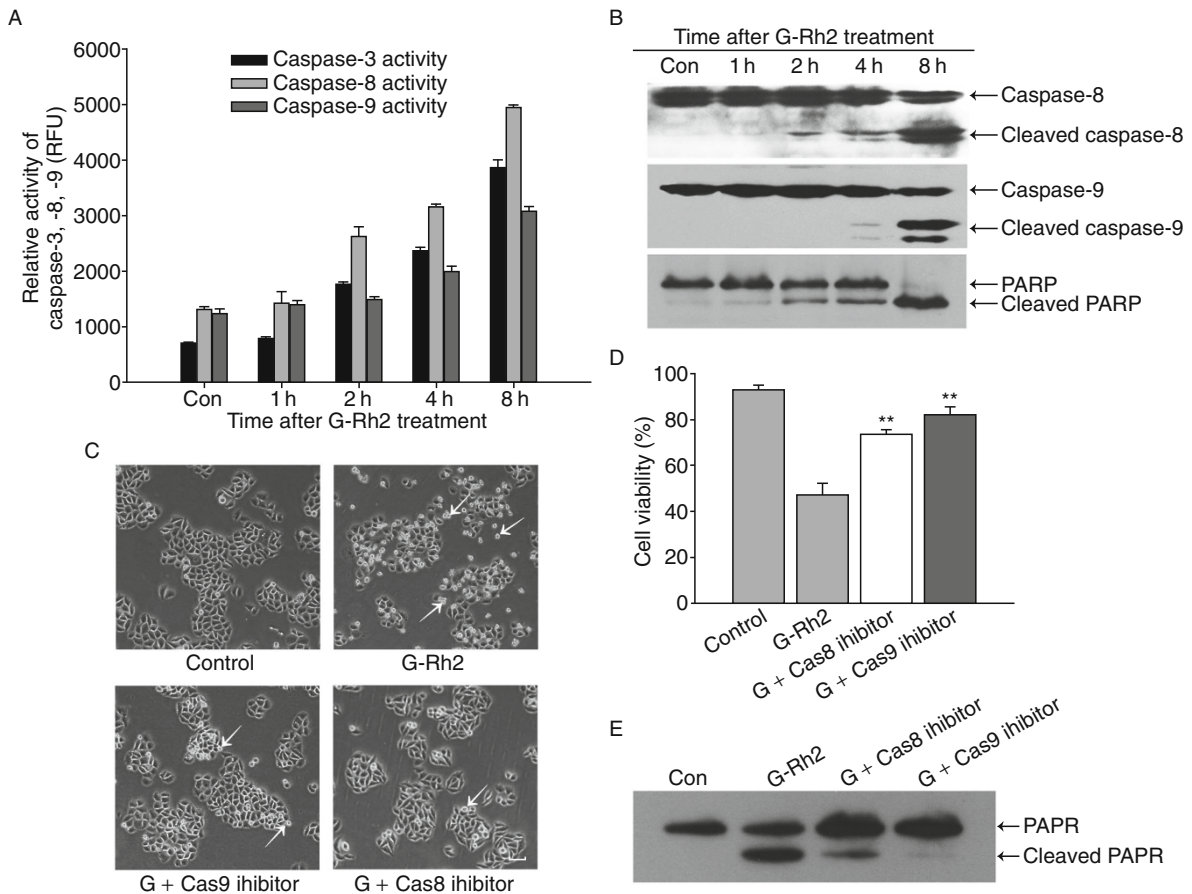 A
6000
5000
4000
3000
2000
1000
0
Relative activity of
caspase-3, -8, -9 (RFU)
Caspase-3 activity
Caspase-8 activity
Caspase-9 activity
Con 1 h 2 h 4 h 8 h
Time after G-Rh2 treatment
B
Time after G-Rh2 treatment
Con 1 h 2 h 4 h 8 h
Caspase-8
Cleaved caspase-8
Caspase-9
Cleaved caspase-9
PARP
Cleaved PARP
C
Control
G-Rh2
G + Cas9 ihibitor
G + Cas8 ihibitor
D
100
80
60
40
20
0
Cell viability (%)
**
**
Control
G-Rh2
G + Cas8 ihibitor
G + Cas9 ihibitor
E
Con
G-Rh2
G + Cas8 ihibitor
G + Cas9 ihibitor
PAPR
Cleaved PAPR